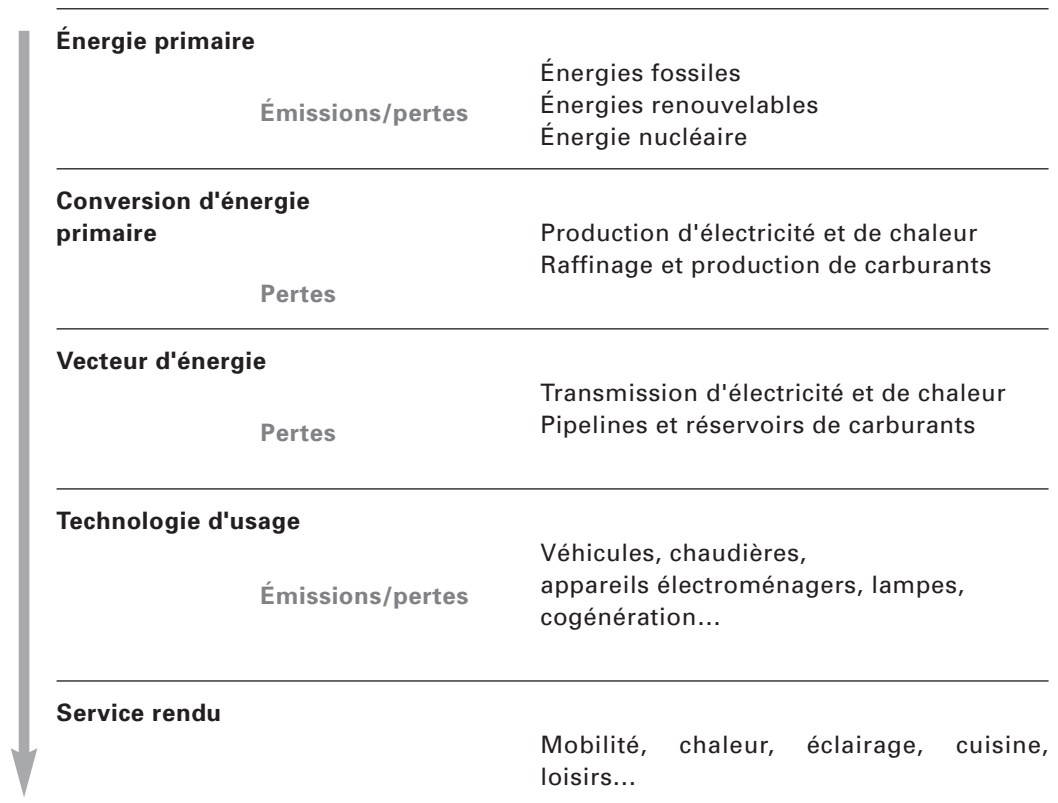 Énergie primaire
Énergies fossiles
Émissions/pertes
Énergies renouvelables
Énergie nucléaire
Conversion d'énergie
primaire
Production d'électricité et de chaleur
Raffinage et production de carburants
Pertes
Vecteur d'énergie
Transmission d'électricité et de chaleur
Pipelines et réservoirs de carburants
Pertes
Technologie d'usage
Véhicules, chaudières,
appareils électroménagers, lampes,
Émissions/pertes
cogénération...
Service rendu
Mobilité, chaleur, éclairage, cuisine,
loisirs...